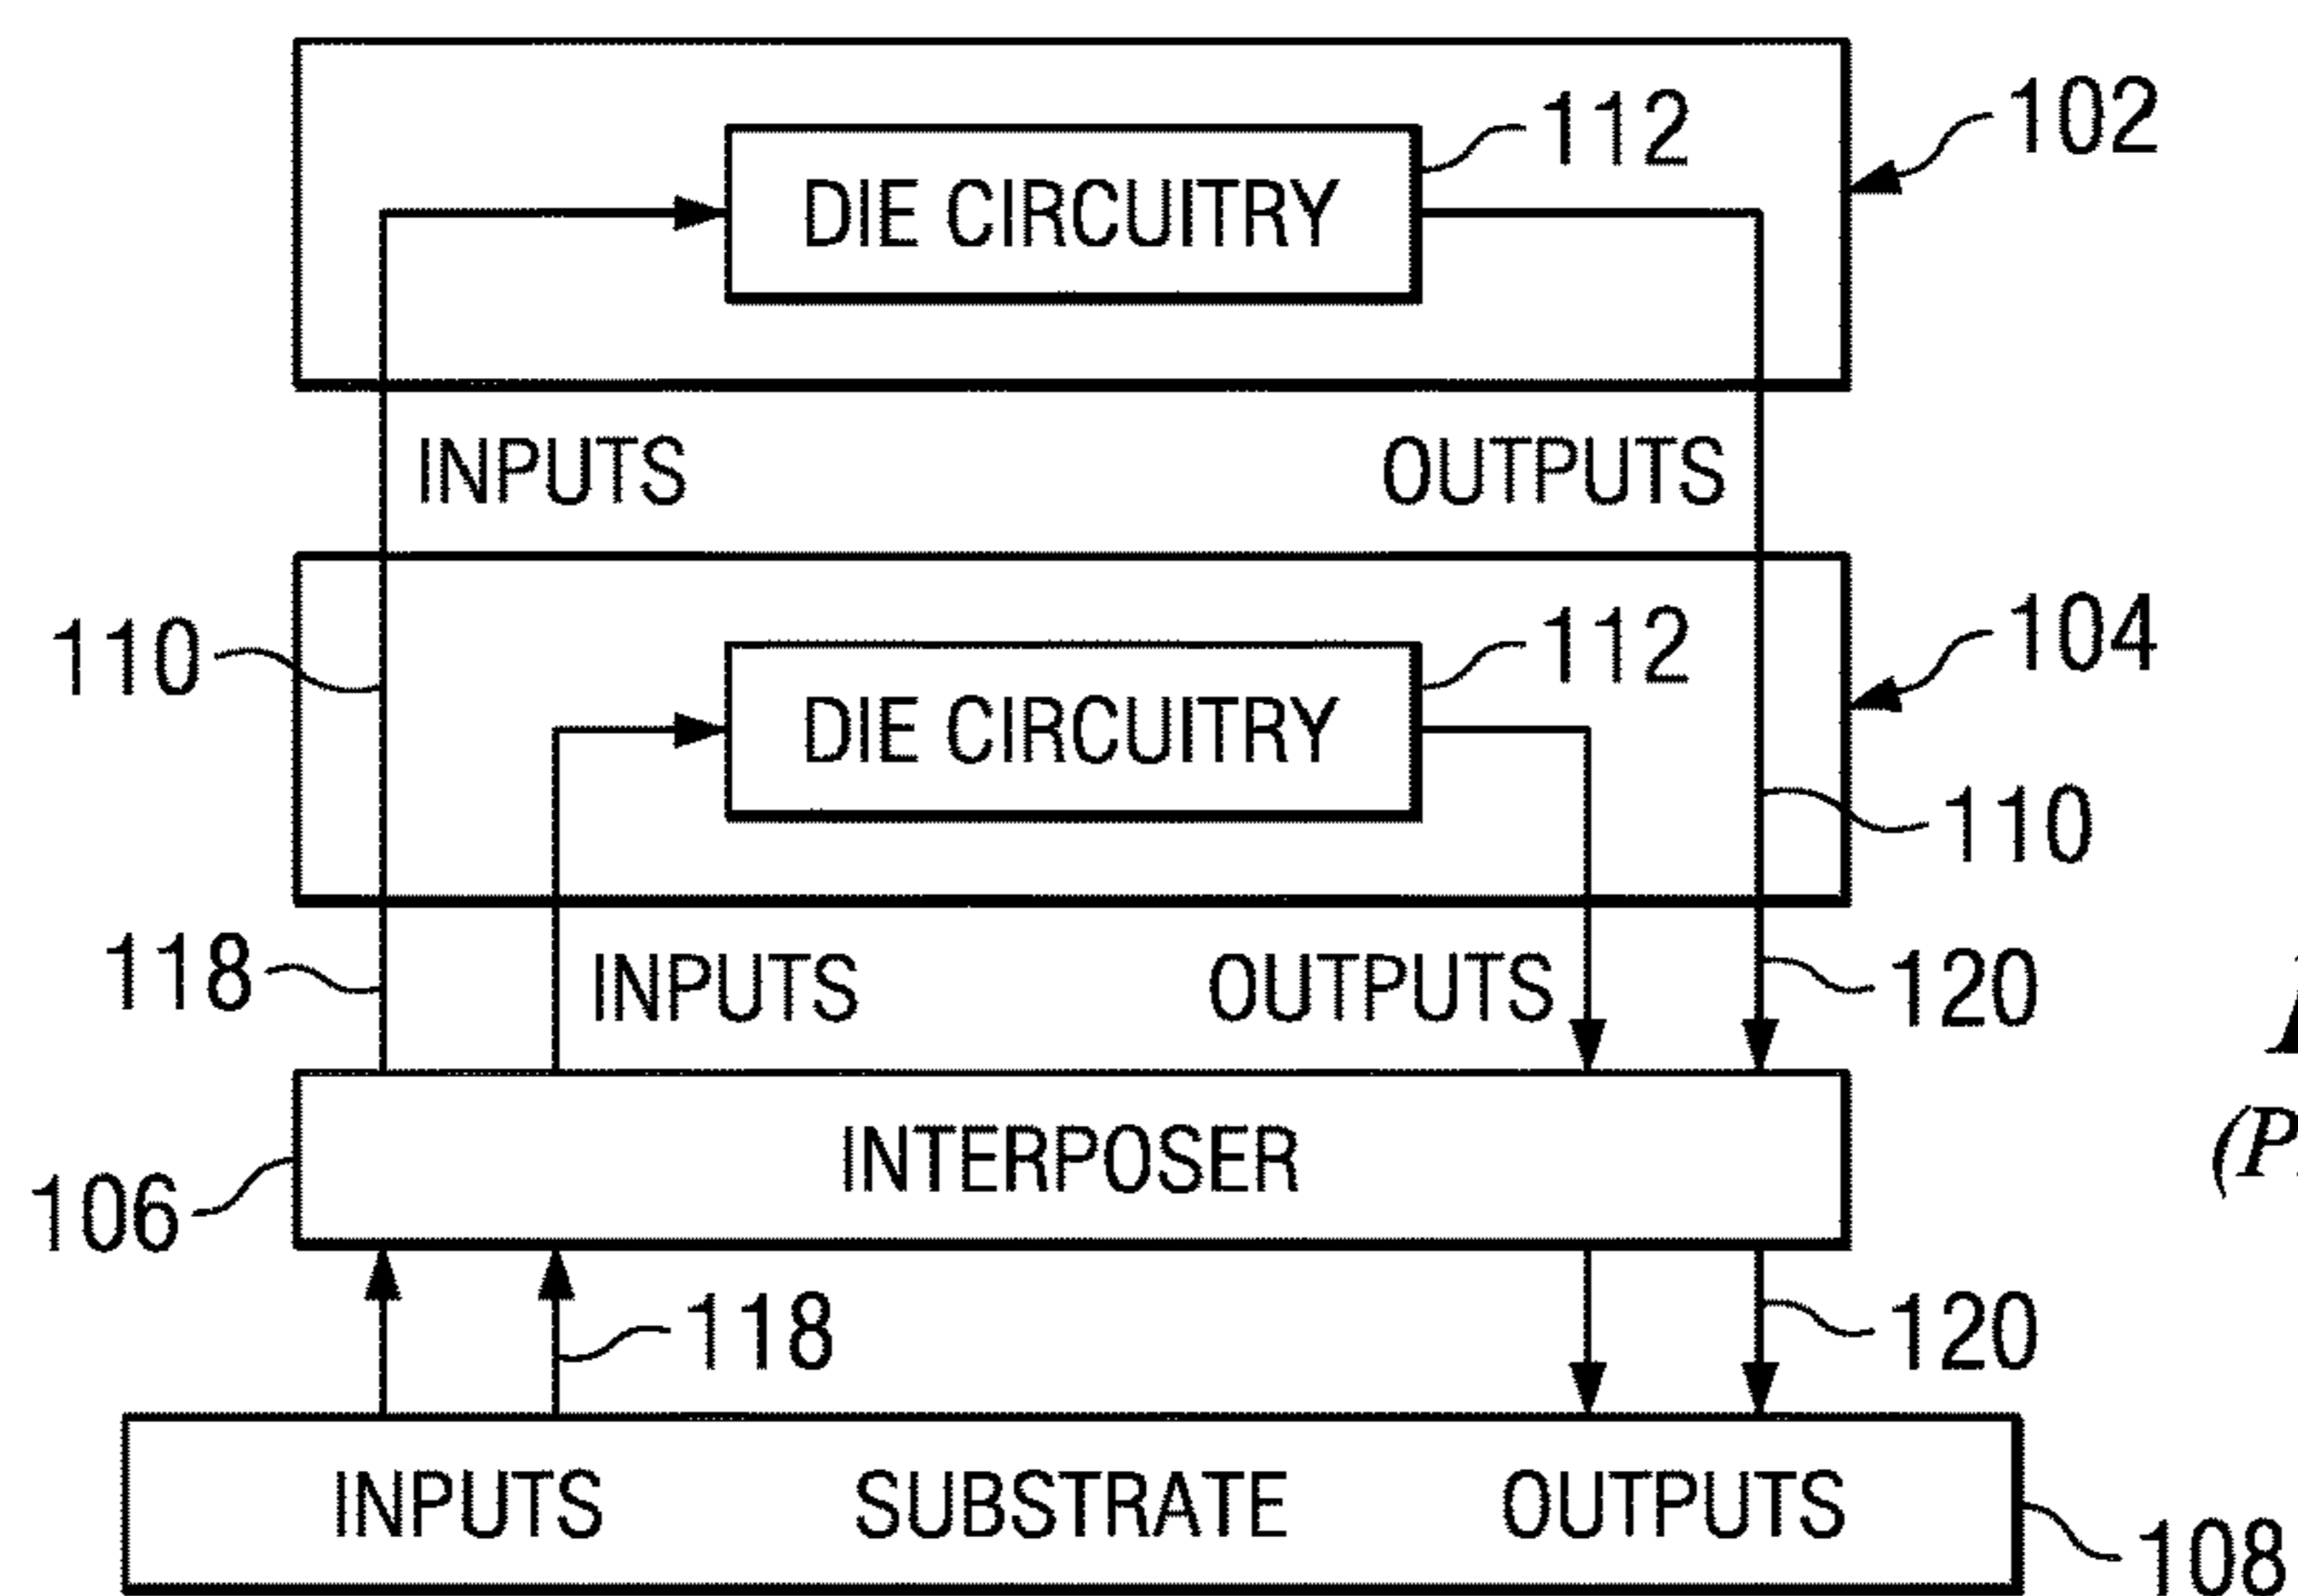 102
112
DIE CIRCUITRY
INPUTS OUTPUTS
104
110
112
DIE CIRCUITRY
110
118
INPUTS OUTPUTS
120
INTERPOSER
106
118
120
INPUTS SUBSTRATE OUTPUTS
108